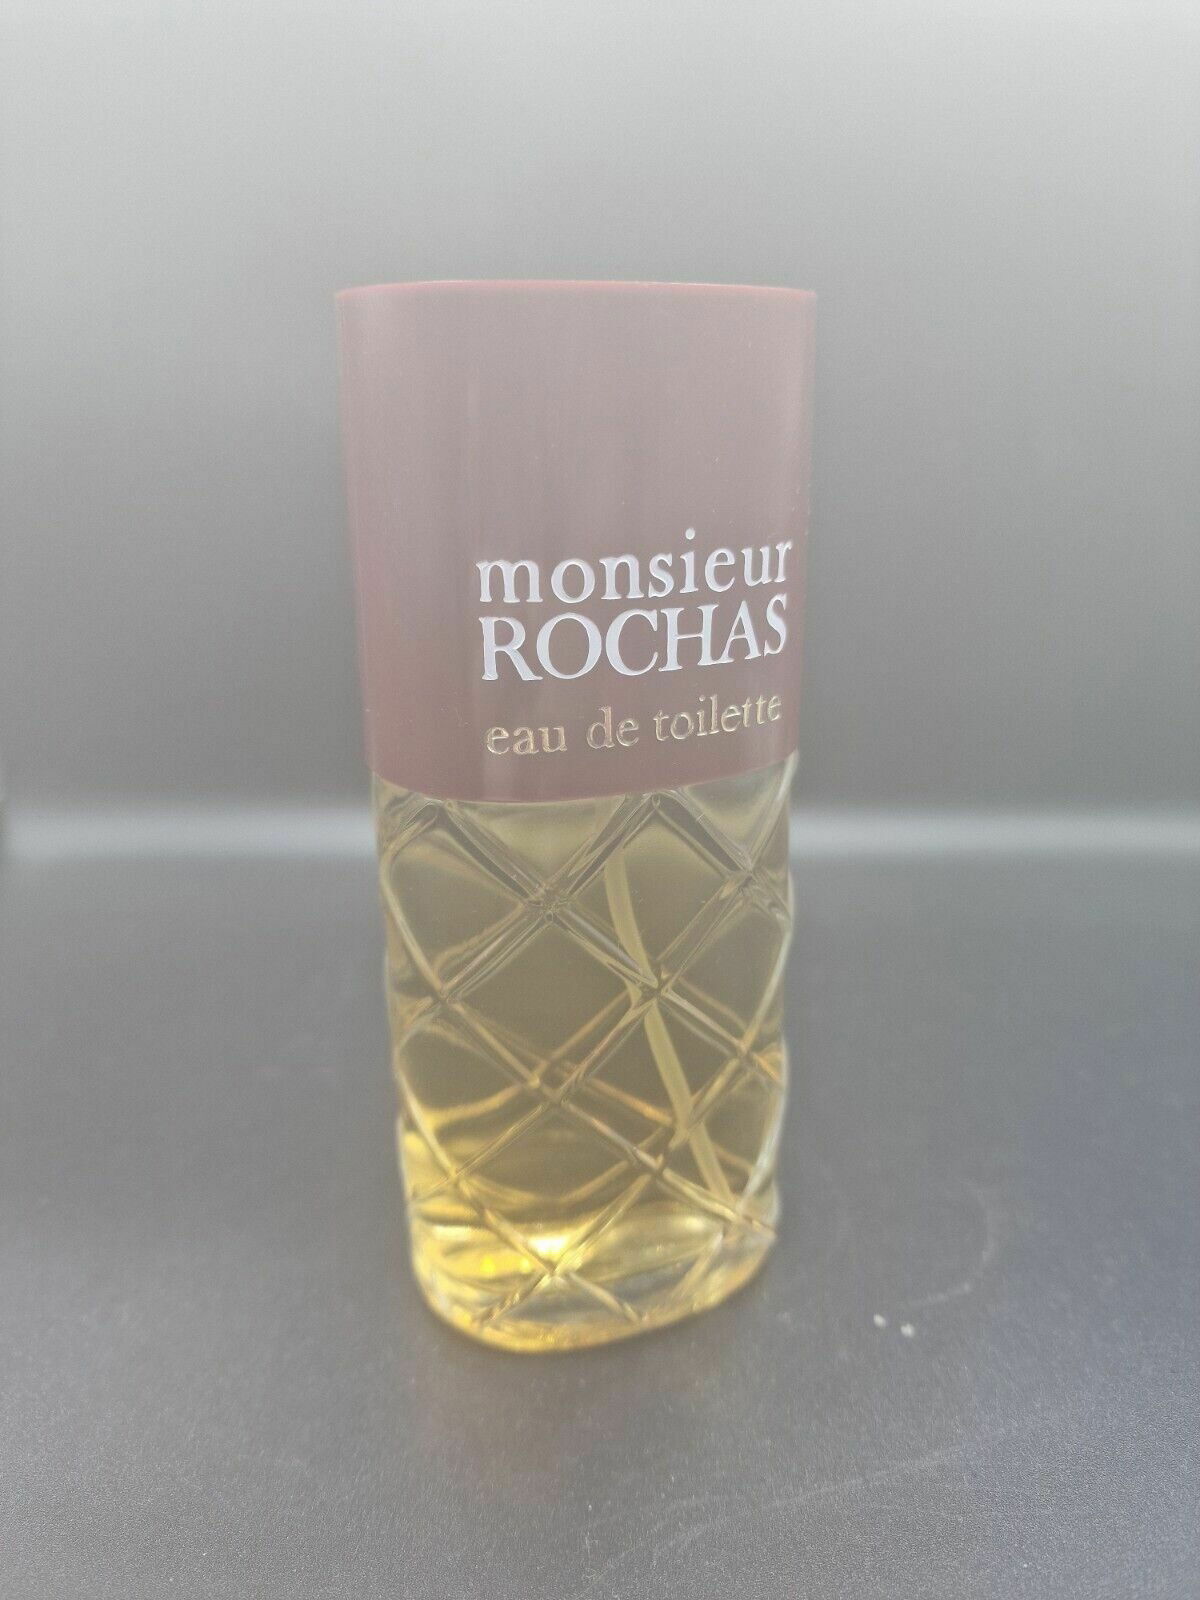 monsieur
ROCHAS
eau de toilette